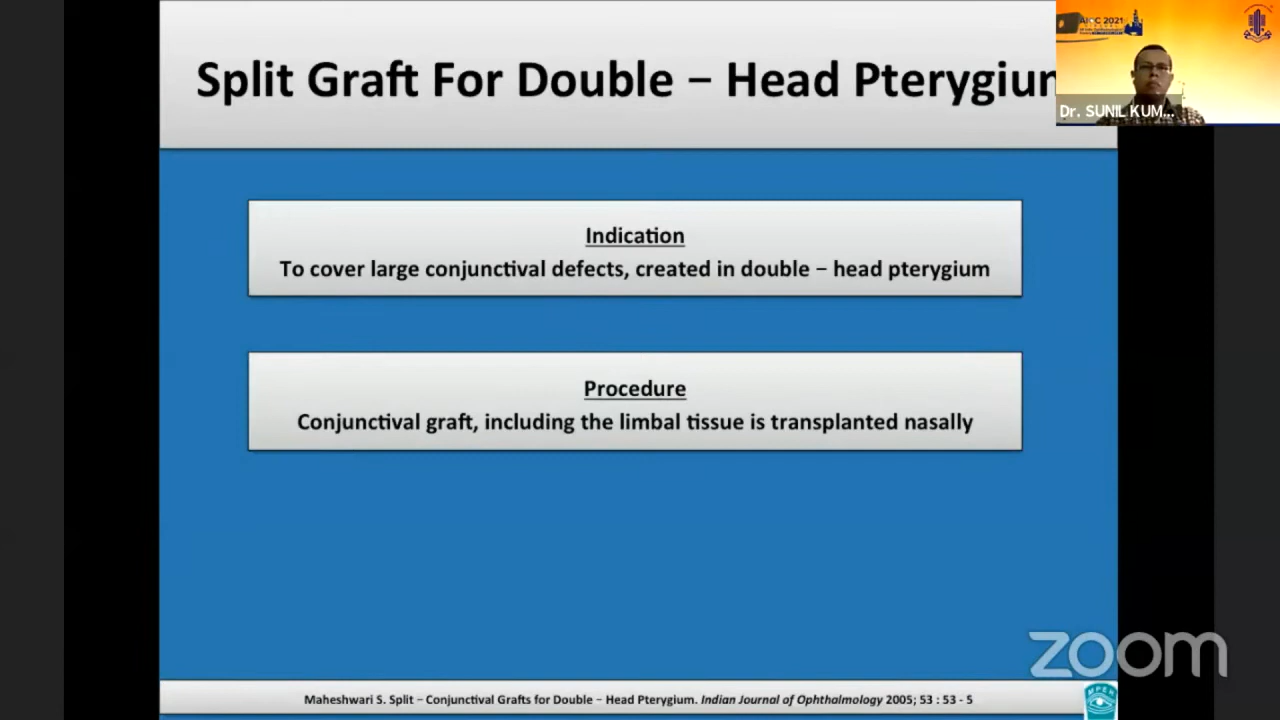 Split Graft For Double – Head Pterygium
AIOC 2021
Dr. SUNIL KUM...
Indication
To cover large conjunctival defects, created in double – head pterygium
Procedure
Conjunctival graft, including the limbal tissue is transplanted nasally
zoom
Maheshwari S. Split – Conjunctival Grafts for Double – Head Pterygium. Indian Journal of Ophthalmology 2005; 53 : 53 - 5